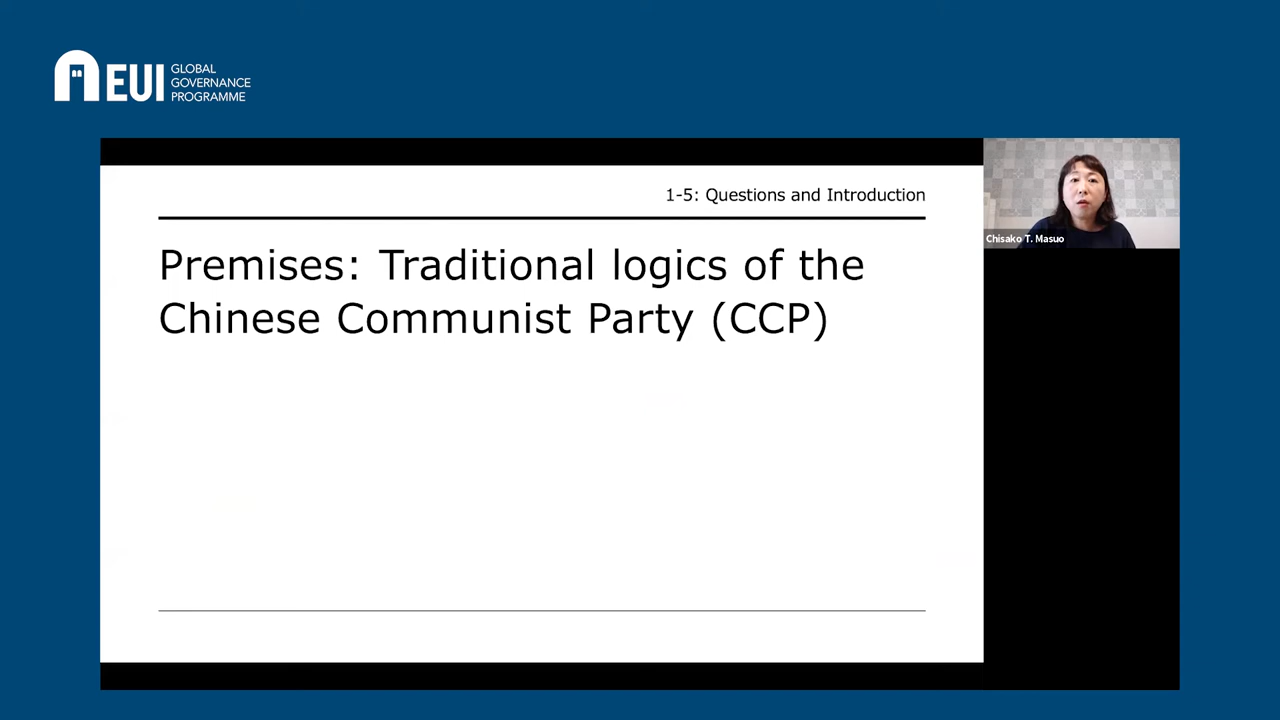 EUI
GLOBAL
GOVERNANCE
PROGRAMME
1-5: Questions and Introduction
Premises: Traditional logics of the
Chinese Communist Party (CCP)
Chisako T. Masuo